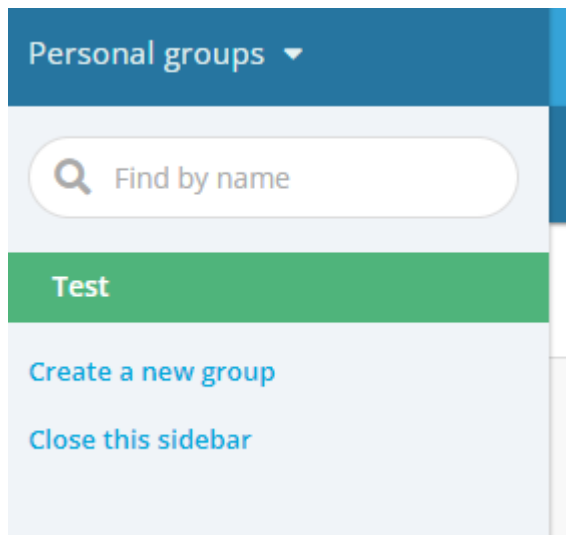 Personal groups
Find by name
Test
Create a new group
Close this sidebar